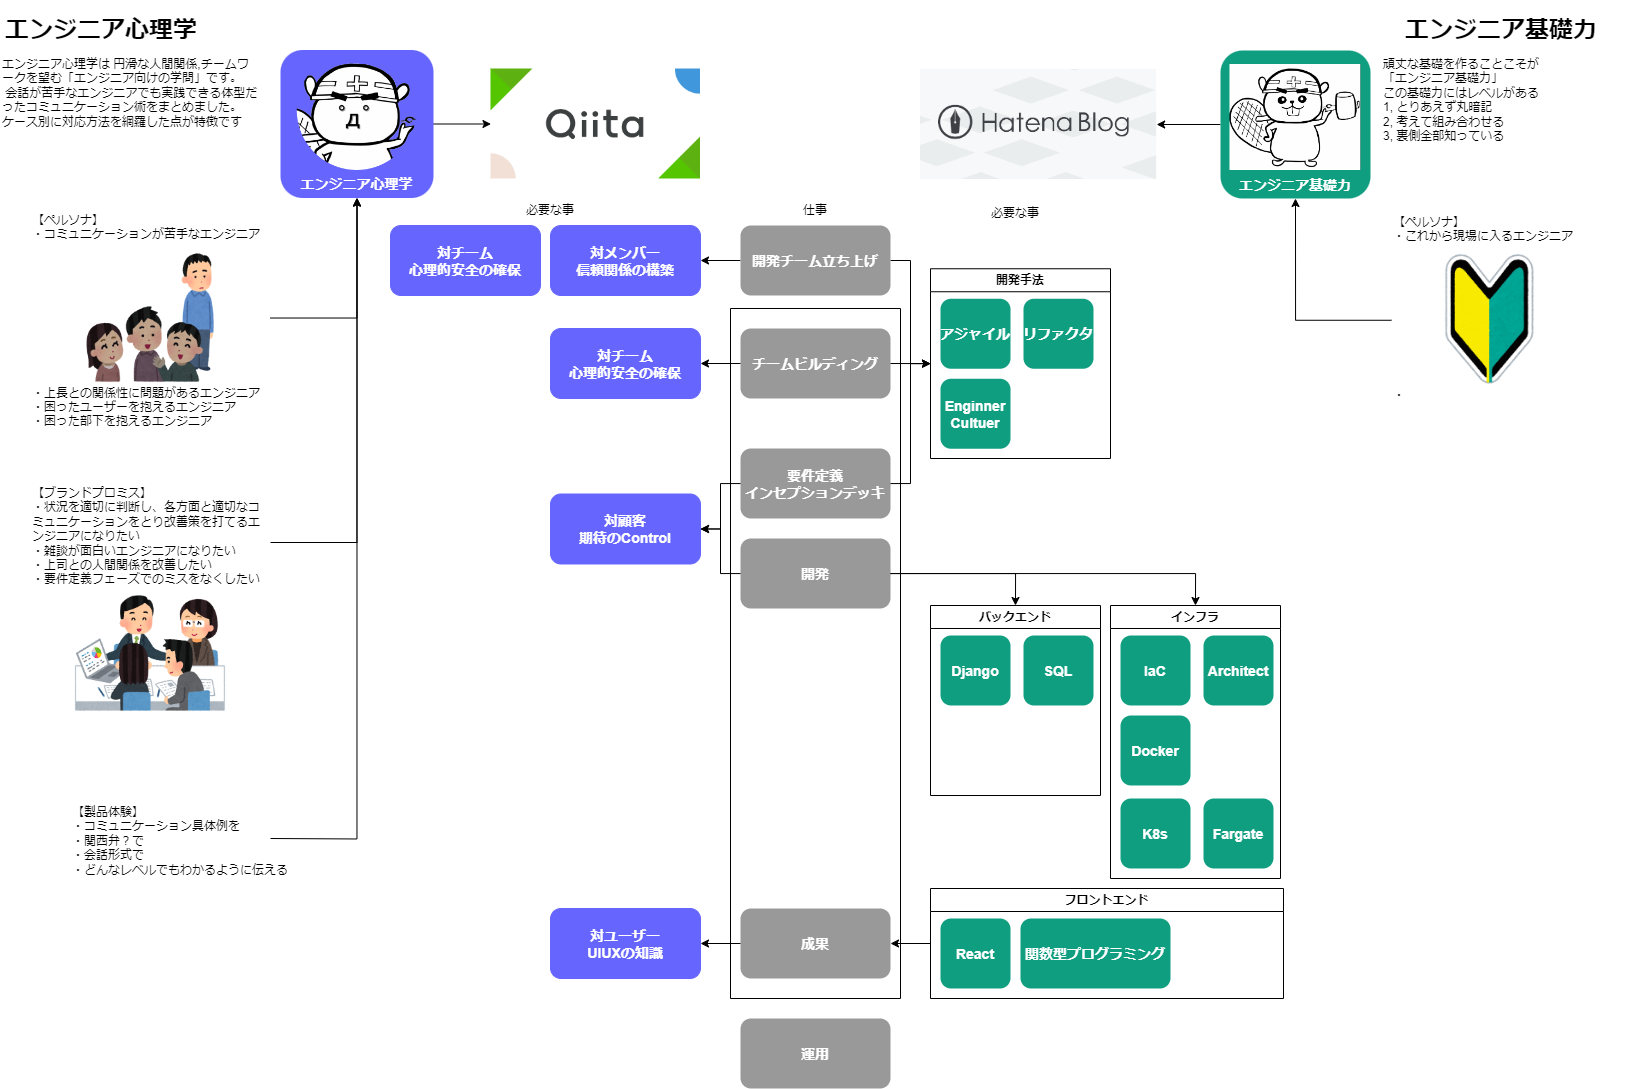 エンジニア心理学
エンジニア心理学は 円滑な人間関係,チームワ
ークを望む「エンジニア向けの学問」です。
会話が苦手なエンジニアでも実践できる体型だ
ったコミュニケーション術をまとめました。
ケース別に対応方法を網羅した点が特徴です
エンジニア心理学
Qiita
Hatena Blog
エンジニア基礎力
エンジニア基礎力
頑丈な基礎を作ることこそが
「エンジニア基礎力」
この基礎力にはレベルがある
1, とりあえず丸暗記
2, 考えて組み合わせる
3, 裏側全部知っている
【ペルソナ】
・コミュニケーションが苦手なエンジニア
・上長との関係性に問題があるエンジニア
・困ったユーザーを抱えるエンジニア
・困った部下を抱えるエンジニア
【ブランドプロミス】
・状況を適切に判断し、各方面と適切なコ
ミュニケーションをとり改善策を打てるエ
ンジニアになりたい
・雑談が面白いエンジニアになりたい
・上司との人間関係を改善したい
・要件定義フェーズでのミスをなくしたい
【製品体験】
・コミュニケーション具体例を
・関西弁？で
・会話形式で
・どんなレベルでもわかるように伝える
必要な事
仕事
必要な事
対チーム
心理的安全の確保
対メンバー
信頼関係の構築
開発チーム立ち上げ
対チーム
心理的安全の確保
チームビルディング
開発手法
アジャイル
リファクタ
Enginner
Cultuer
対顧客
期待のControl
要件定義
インセプションデッキ
開発
バックエンド
Django
SQL
インフラ
IaC
Architect
Docker
K8s
Fargate
対ユーザー
UIUXの知識
成果
フロントエンド
React
関数型プログラミング
運用
【ペルソナ】
・これから現場に入るエンジニア
・